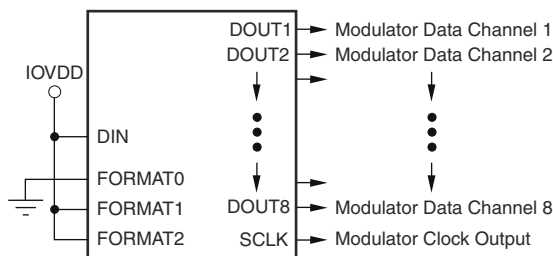 DOUT1 Modulator Data Channel 1
DOUT2 Modulator Data Channel 2
IOVDD
DIN
FORMAT0
FORMAT1 DOUT8 Modulator Data Channel 8
FORMAT2 SCLK Modulator Clock Output